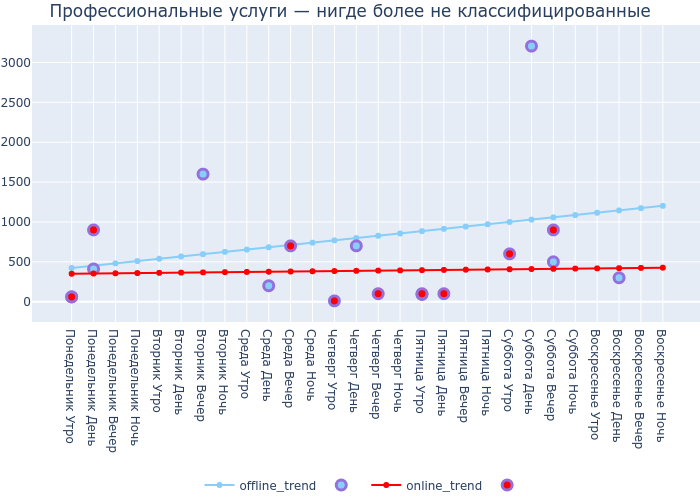 Профессиональные услуги — нигде более не классифицированные
3000
2500
2000
1500
1000
500
0
Понедельник Утро
Понедельник День
Понедельник Вечер
Понедельник Ночь
Вторник Утро
Вторник День
Вторник Вечер
Вторник Ночь
Среда Утро
Среда День
Среда Вечер
Среда Ночь
Четверг Утро
Четверг День
Четверг Вечер
Четверг Ночь
Пятница Утро
Пятница День
Пятница Вечер
Пятница Ночь
Суббота Утро
Суббота День
Суббота Вечер
Суббота Ночь
Воскресенье Утро
Воскресенье День
Воскресенье Вечер
Воскресенье Ночь
offline_trend online_trend